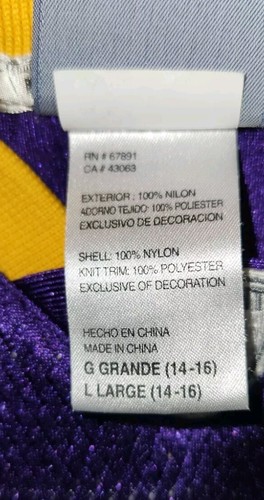 RN # 67891
CA # 43063
EXTERIOR : 100% NILON
ADORNO TEJIDO: 100% POLIESTER
EXCLUSIVO DE DECORACION
SHELL: 100% NYLON
KNIT TRIM: 100% POLYESTER
EXCLUSIVE OF DECORATION
HECHO EN CHINA
MADE IN CHINA
G GRANDE (14-16)
L LARGE (14-16)